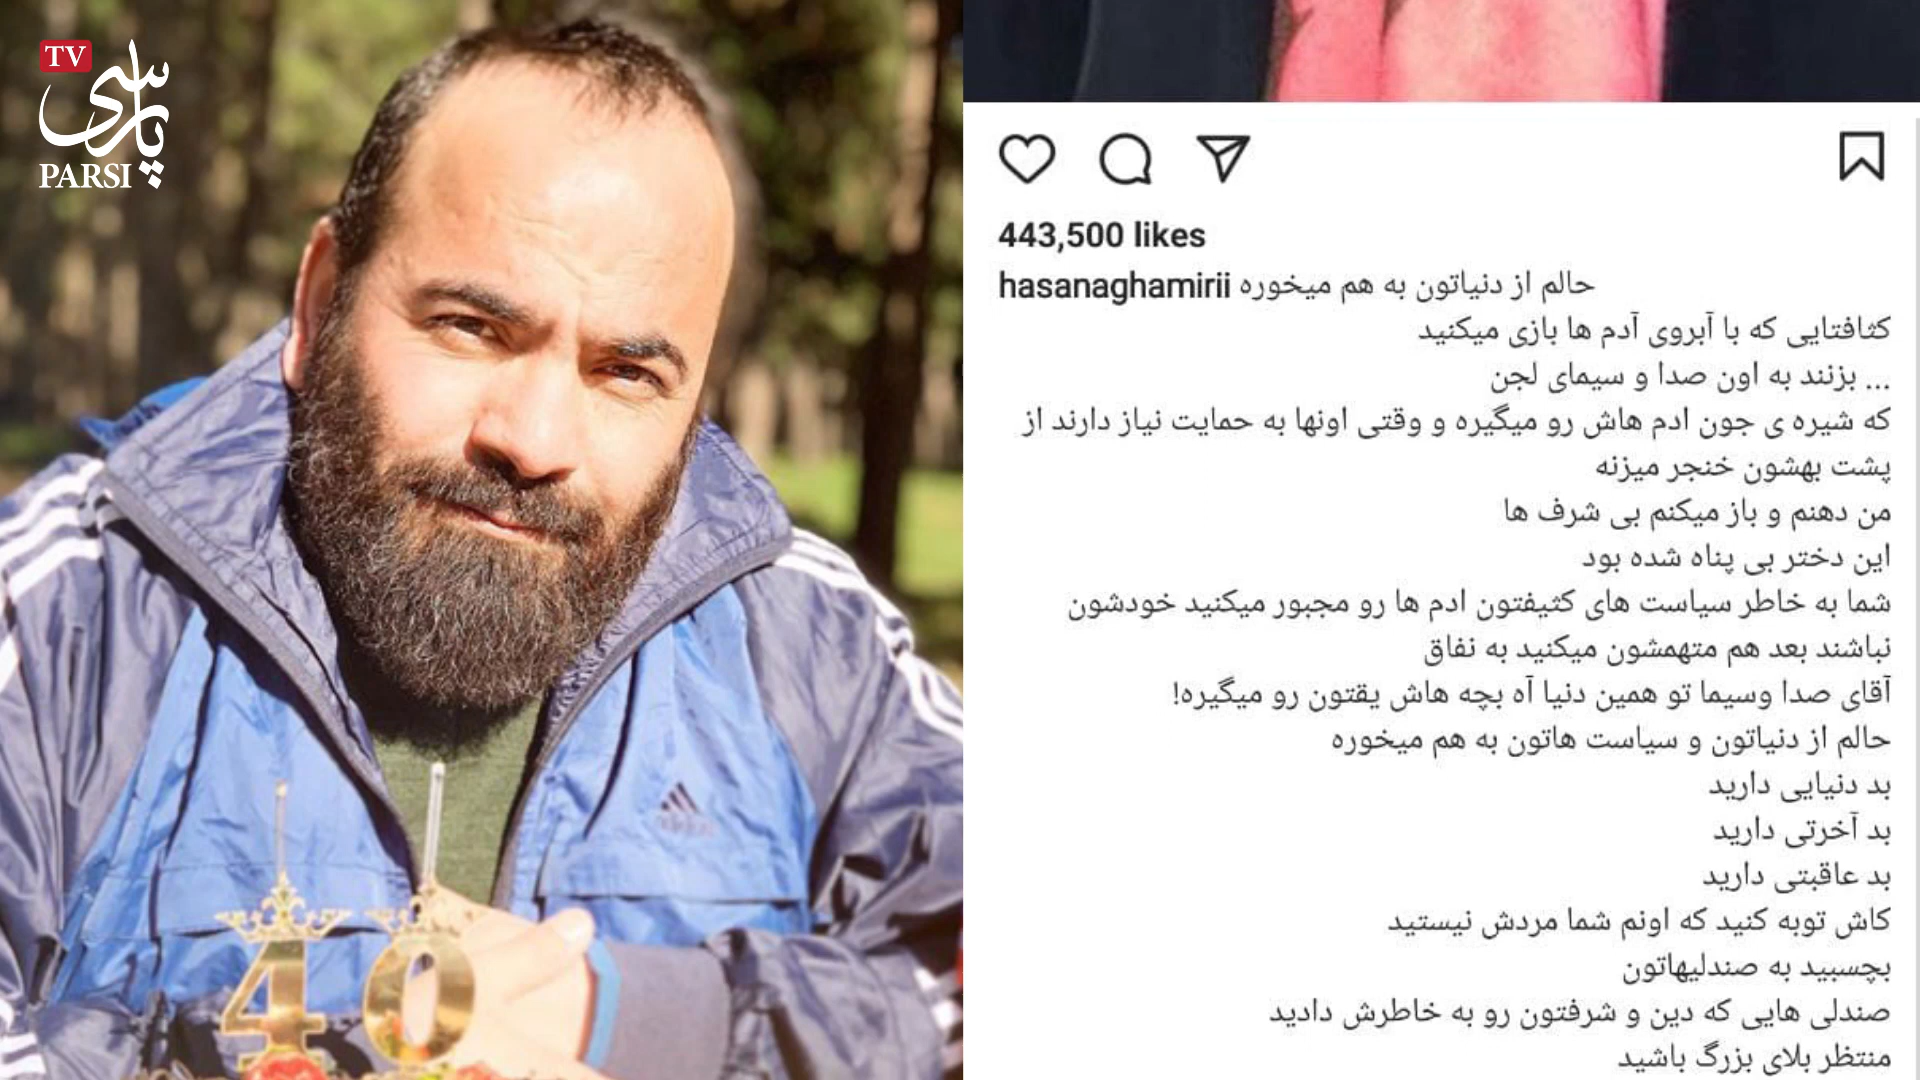 TV
پارسی
PARSI
40
443,500 likes
hasanaghamirii حالم از دنیاتون به هم میخوره
کثافتایی که با آبروی آدم ها بازی میکنید
... بزنند به اون صدا و سیمای لجن
که شیره ی جون ادم هاش رو میگیره و وقتی اونها به حمایت نیاز دارند از
پشت بهشون خنجر میزنه
من دهنم و باز میکنم بی شرف ها
این دختر بی پناه شده بود
شما به خاطر سیاست های کثیفتون ادم ها رو مجبور میکنید خودشون
نباشند بعد هم متهمشون میکنید به نفاق
آقای صدا وسیما تو همین دنیا آه بچه هاش یقتون رو میگیره!
حالم از دنیاتون و سیاست هاتون به هم میخوره
بد دنیایی دارید
بد آخرتی دارید
بد عاقبتی دارید
کاش توبه کنید که اونم شما مردش نیستید
بچسبید به صندلیهاتون
صندلی هایی که دین و شرفتون رو به خاطرش دادید
منتظر بلای بزرگ باشید